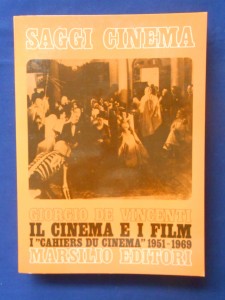 SAGGI CINEMA
GIORGIO DE VINCENTI
IL CINEMA E I FILM
I "CAHIERS DU CINEMA" 1951-1969
MARSILIO EDITORI